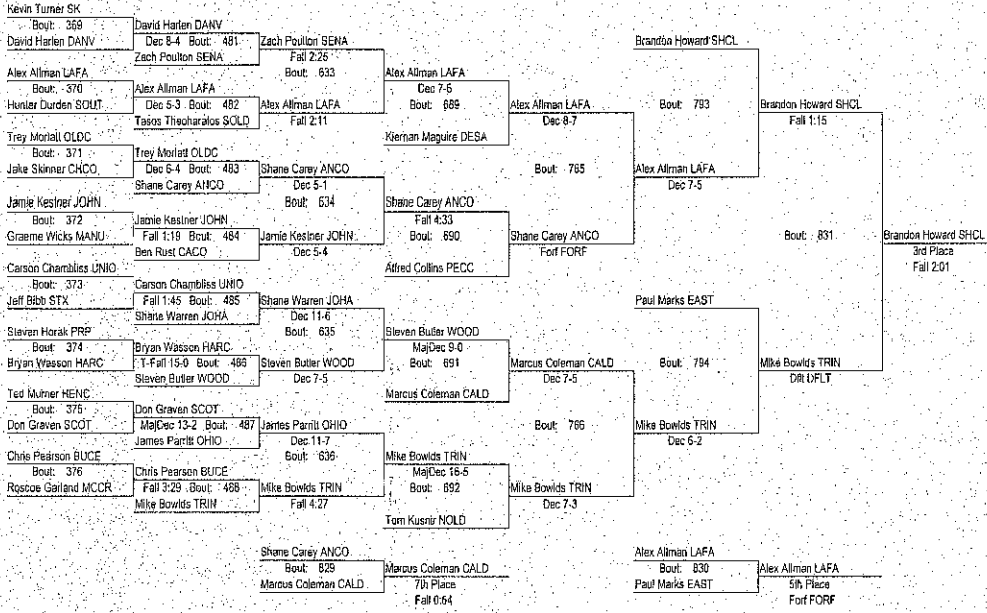 Kevin Turner SK
Bout: 369
David Harlen DANV
Alex Allman LAFA
Bout: 370
Hunter Durden SOUT
Trey Morlatt OLDC
Bout: 371
Jake Skinner CHCO
Jamie Kestner JOHN
Bout: 372
Graeme Wicks MANU
Carson Chambliss UNIO
Bout: 373
Jeff Bibb STX
Steven Horak PRP
Bout: 374
Bryan Wasson HARC
Ted Mulner HENC
Bout: 375
Don Graven SCOT
Chris Pearson BUCE
Bout: 376
Roscoe Garland MCCR
David Harlen DANV
Dec 8-4 Bout: 481
Zach Poulton SENA
Alex Allman LAFA
Dec 5-3 Bout: 482
Tasos Theoharatos SOLD
Trey Morlatt OLDC
Dec 6-4 Bout: 483
Shane Carey ANCO
Jamie Kestner JOHN
Fall 1:19 Bout: 484
Ben Rust CACO
Carson Chambliss UNIO
Fall 1:45 Bout: 485
Shane Warren JOHA
Bryan Wasson HARC
T-Fall 15-0 Bout: 486
Steven Butler WOOD
Don Graven SCOT
MajDec 13-2 Bout: 487
James Parritt OHIO
Chris Pearson BUCE
Fall 3:29 Bout: 488
Mike Bowlds TRIN
Zach Poulton SENA
Fall 2:25
Bout: 633
Alex Allman LAFA
Fall 2:11
Shane Carey ANCO
Dec 5-1
Bout: 634
Jamie Kestner JOHN
Dec 5-4
Shane Warren JOHA
Dec 11-6
Bout: 635
Steven Butler WOOD
Dec 7-5
James Parritt OHIO
Dec 11-7
Bout: 636
Mike Bowlds TRIN
Fall 4:27
Alex Allman LAFA
Dec 7-5
Bout: 689
Kiernan Maguire DESA
Shane Carey ANCO
Fall 4:33
Bout: 690
Alfred Collins PECC
Steven Butler WOOD
MajDec 9-0
Bout: 691
Marcus Coleman CALD
Mike Bowlds TRIN
MajDec 16-5
Bout: 692
Tom Kusnir NOLD
Alex Allman LAFA
Dec 8-7
Bout: 765
Shane Carey ANCO
Forf FORF
Marcus Coleman CALD
Dec 7-5
Bout: 766
Mike Bowlds TRIN
Dec 7-3
Brandon Howard SHCL
Bout: 793
Alex Allman LAFA
Dec 7-5
Paul Marks EAST
Bout: 794
Mike Bowlds TRIN
Dec 6-2
Brandon Howard SHCL
Fall 1:15
Bout: 831
Mike Bowlds TRIN
Dflt DFLT
Brandon Howard SHCL
3rd Place
Fall 2:01
Shane Carey ANCO
Bout: 829
Marcus Coleman CALD
Marcus Coleman CALD
7th Place
Fall 0:54
Alex Allman LAFA
Bout: 830
Paul Marks EAST
Alex Allman LAFA
5th Place
Forf FORF